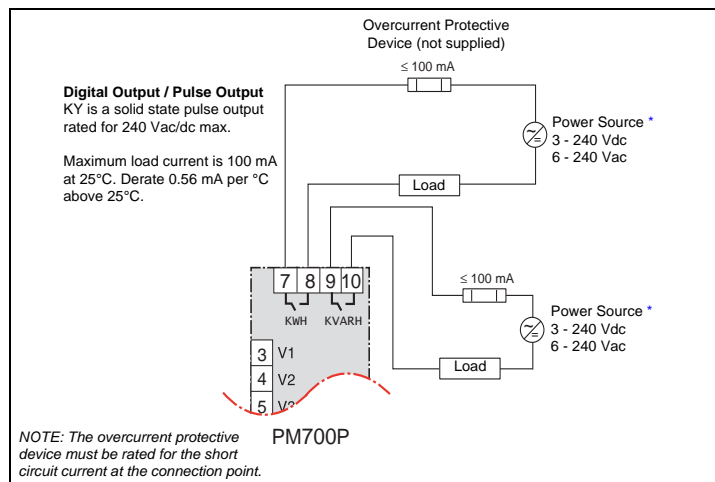 Overcurrent Protective
Device (not supplied)
≤ 100 mA
Digital Output / Pulse Output
KY is a solid state pulse output
rated for 240 Vac/dc max.
Maximum load current is 100 mA
at 25°C. Derate 0.56 mA per °C
above 25°C.
Power Source *
3 - 240 Vdc
6 - 240 Vac
Load
7 8 9 10
KWH KVARH
≤ 100 mA
Power Source *
3 - 240 Vdc
6 - 240 Vac
Load
3 V1
4 V2
5 V3
PM700P
NOTE: The overcurrent protective
device must be rated for the short
circuit current at the connection point.